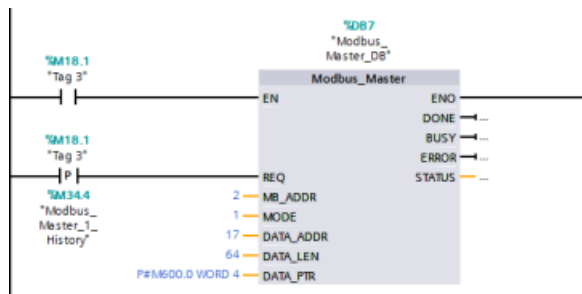 %DB7
"Modbus_
Master_DB"
%M18.1
"Tag 3"
Modbus_Master
EN
ENO
DONE
...
BUSY
...
ERROR
...
%M18.1
"Tag 3"
P
REQ
STATUS
...
%M34.4
"Modbus_
Master_1_
History"
2
MB_ADDR
1
MODE
17
DATA_ADDR
64
DATA_LEN
P#M600.0 WORD 4
DATA_PTR